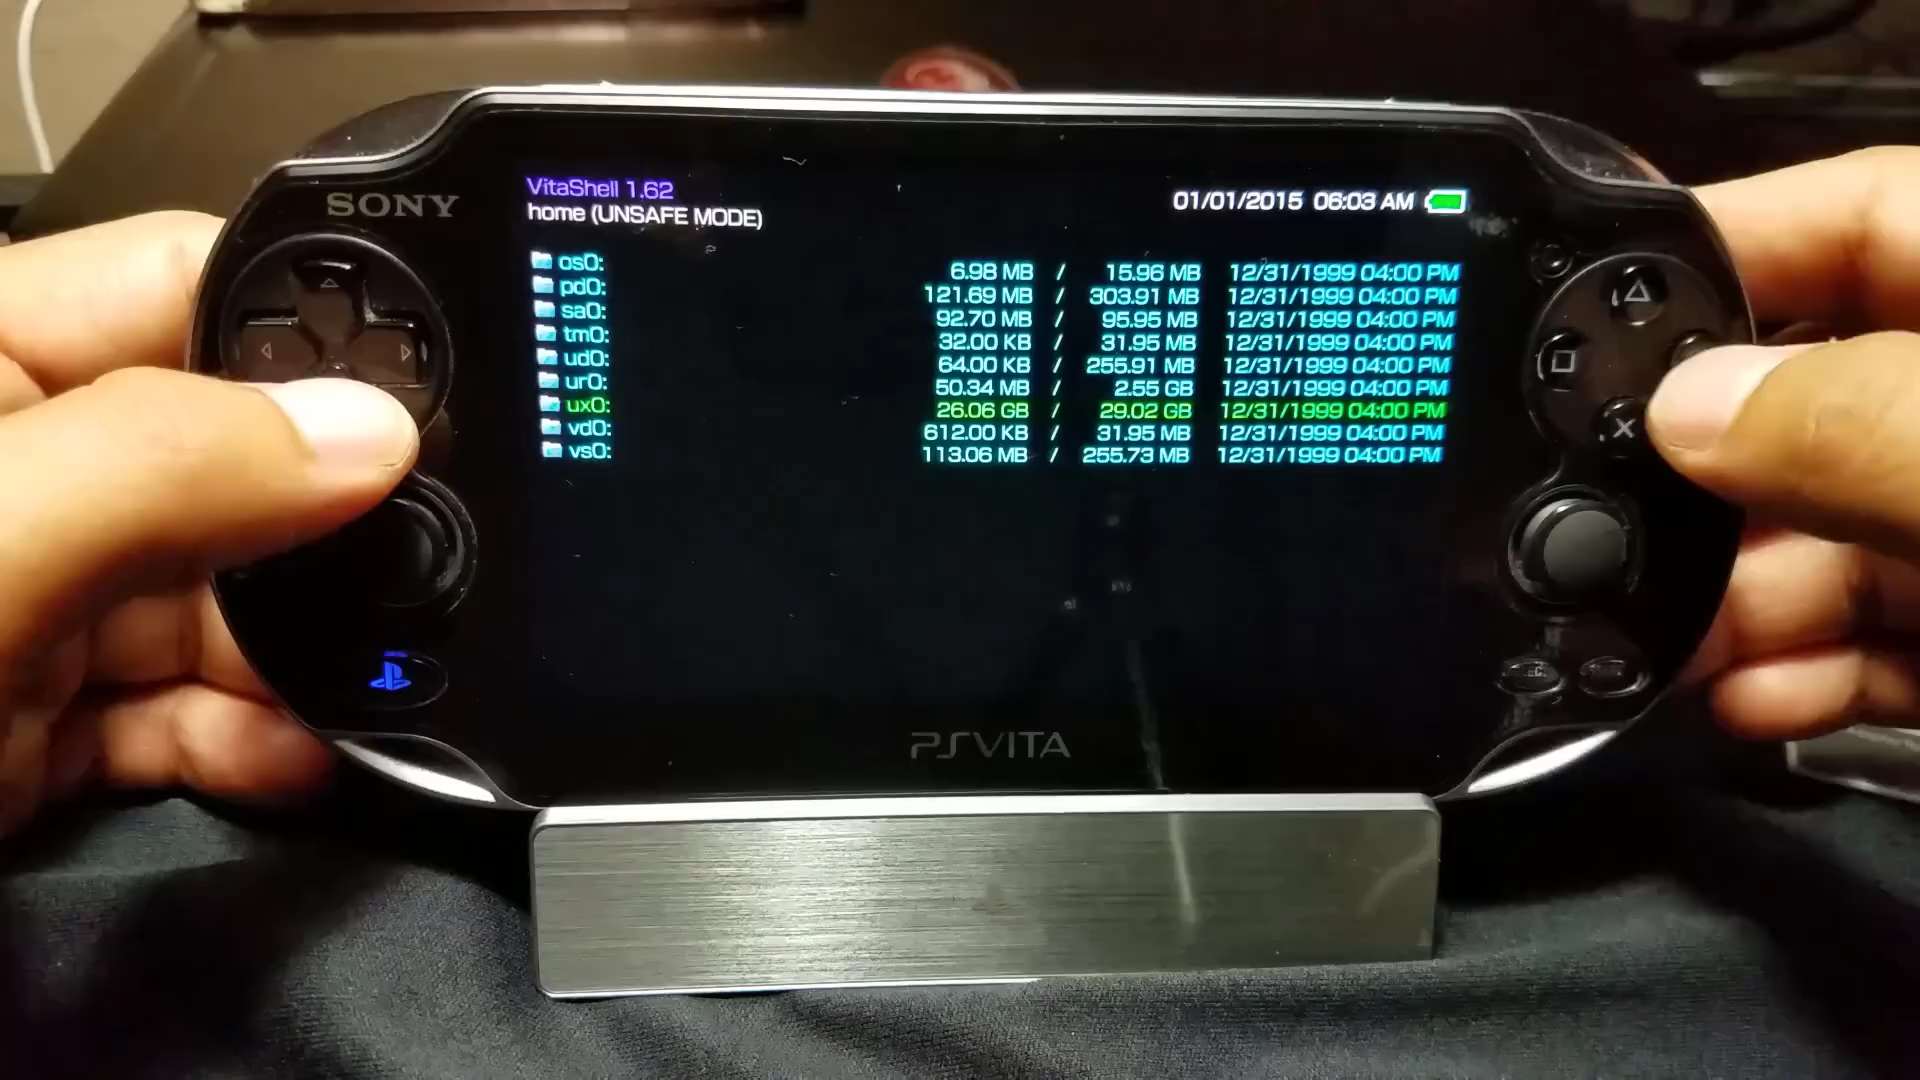 SONY
VitaShell 1.62
home (UNSAFE MODE)
01/01/2015 06:03 AM
os0: 6.98 MB / 15.96 MB 12/31/1999 04:00 PM
pd0: 121.69 MB / 303.91 MB 12/31/1999 04:00 PM
sa0: 92.70 MB / 95.95 MB 12/31/1999 04:00 PM
tm0: 32.00 KB / 31.95 MB 12/31/1999 04:00 PM
ud0: 64.00 KB / 255.91 MB 12/31/1999 04:00 PM
ur0: 50.34 MB / 2.55 GB 12/31/1999 04:00 PM
ux0: 26.06 GB / 29.02 GB 12/31/1999 04:00 PM
vd0: 612.00 KB / 31.95 MB 12/31/1999 04:00 PM
vs0: 113.06 MB / 255.73 MB 12/31/1999 04:00 PM
PSVITA